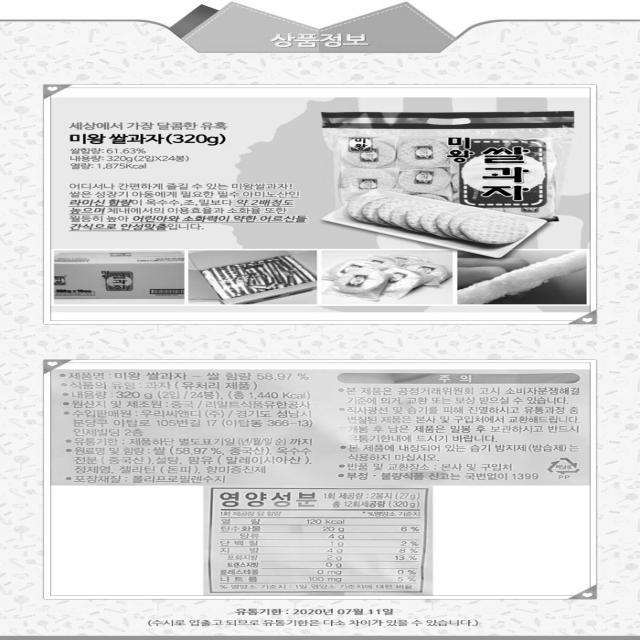 상품정보
세상에서 가장 달콤한 유혹
미왕 쌀과자(320g)
쌀함량: 61.63%
내용량: 320g(2입X24봉)
열량: 1,875Kcal
어디서나 간편하게 즐길 수 있는 미왕쌀과자!
쌀은 성장기 아동에게 필요한 필수 아미노산인
라이신 함량이 옥수수,조,밀보다 약 2배정도
높으며 체내에서의 이용효율과 소화율 또한
월등히 높아 어린아와 소화력이 약한 어르신들
간식으로 안성맞춤입니다.
미왕
미왕
쌀과자
쌀과자
• 제품명 : 미왕 쌀과자 - 쌀 함량 58.97 %
• 식품의 유형 : 과자 ( 유처리 제품 )
• 내용량 : 320 g (2입 / 24봉), (총 1,440 Kcal)
• 원산지 및 제조원 : 중국 /
• 수입판매원 : 우리씨앤디 (주) / 경기도 성남시
분당구 야탑로 105번길 17 (야탑동 366-13)
인제빌딩 2층
• 유통기한 : 제품하단 별도표기일 (년/월/일 순) 까지
• 원료명 및 함량 : 쌀 (58.97 %, 중국산), 옥수수
전분 ( 중국산 ), 설탕, 팜유 ( 말레이시아산 ),
정제염, 젤라틴 ( 돈피 ), 향미증진제
• 포장재질 : 폴리프로필렌수지
주 의
• 본 제품은 공정거래위원회 고시 소비자분쟁해결
기준에 의거 교환 또는 보상 받으실 수 있습니다.
• 직사광선 및 습기를 피해 진열하시고 유통과정 중
변질된 제품은 본사 및 구입처에서 교환해드립니다.
개봉 후 남은 제품은 밀봉 후 보관하시고 반드시
유통기한내에 드시기 바랍니다.
• 본 제품에 내장되어 있는 습기 방지제(방습제)는
식용하지 마십시오.
• 반품 및 교환장소 : 본사 및 구입처
• 부정 · 불량식품 신고는 국번없이 1399
PP
영양성분 1회 제공량 : 2봉지 (27 g)
총 12회제공량 (320 g)
1회 제공량 당 함량 * %영양소 기준치
열 량 120 kcal
탄수화물 20 g 6 %
당류 4 g
단 백 질 1 g 2 %
지 방 4 g 8 %
포화지방 2 g 13 %
트랜스지방 0 g
콜레스테롤 0 mg 0 %
나 트 륨 100 mg 5 %
% 영양소 기준치 : 1일 영양소 기준치에 대한 비율
유통기한 : 2020년 07월 11일
(수시로 입출고 되므로 유통기한은 다소 차이가 있을 수 있습니다.)